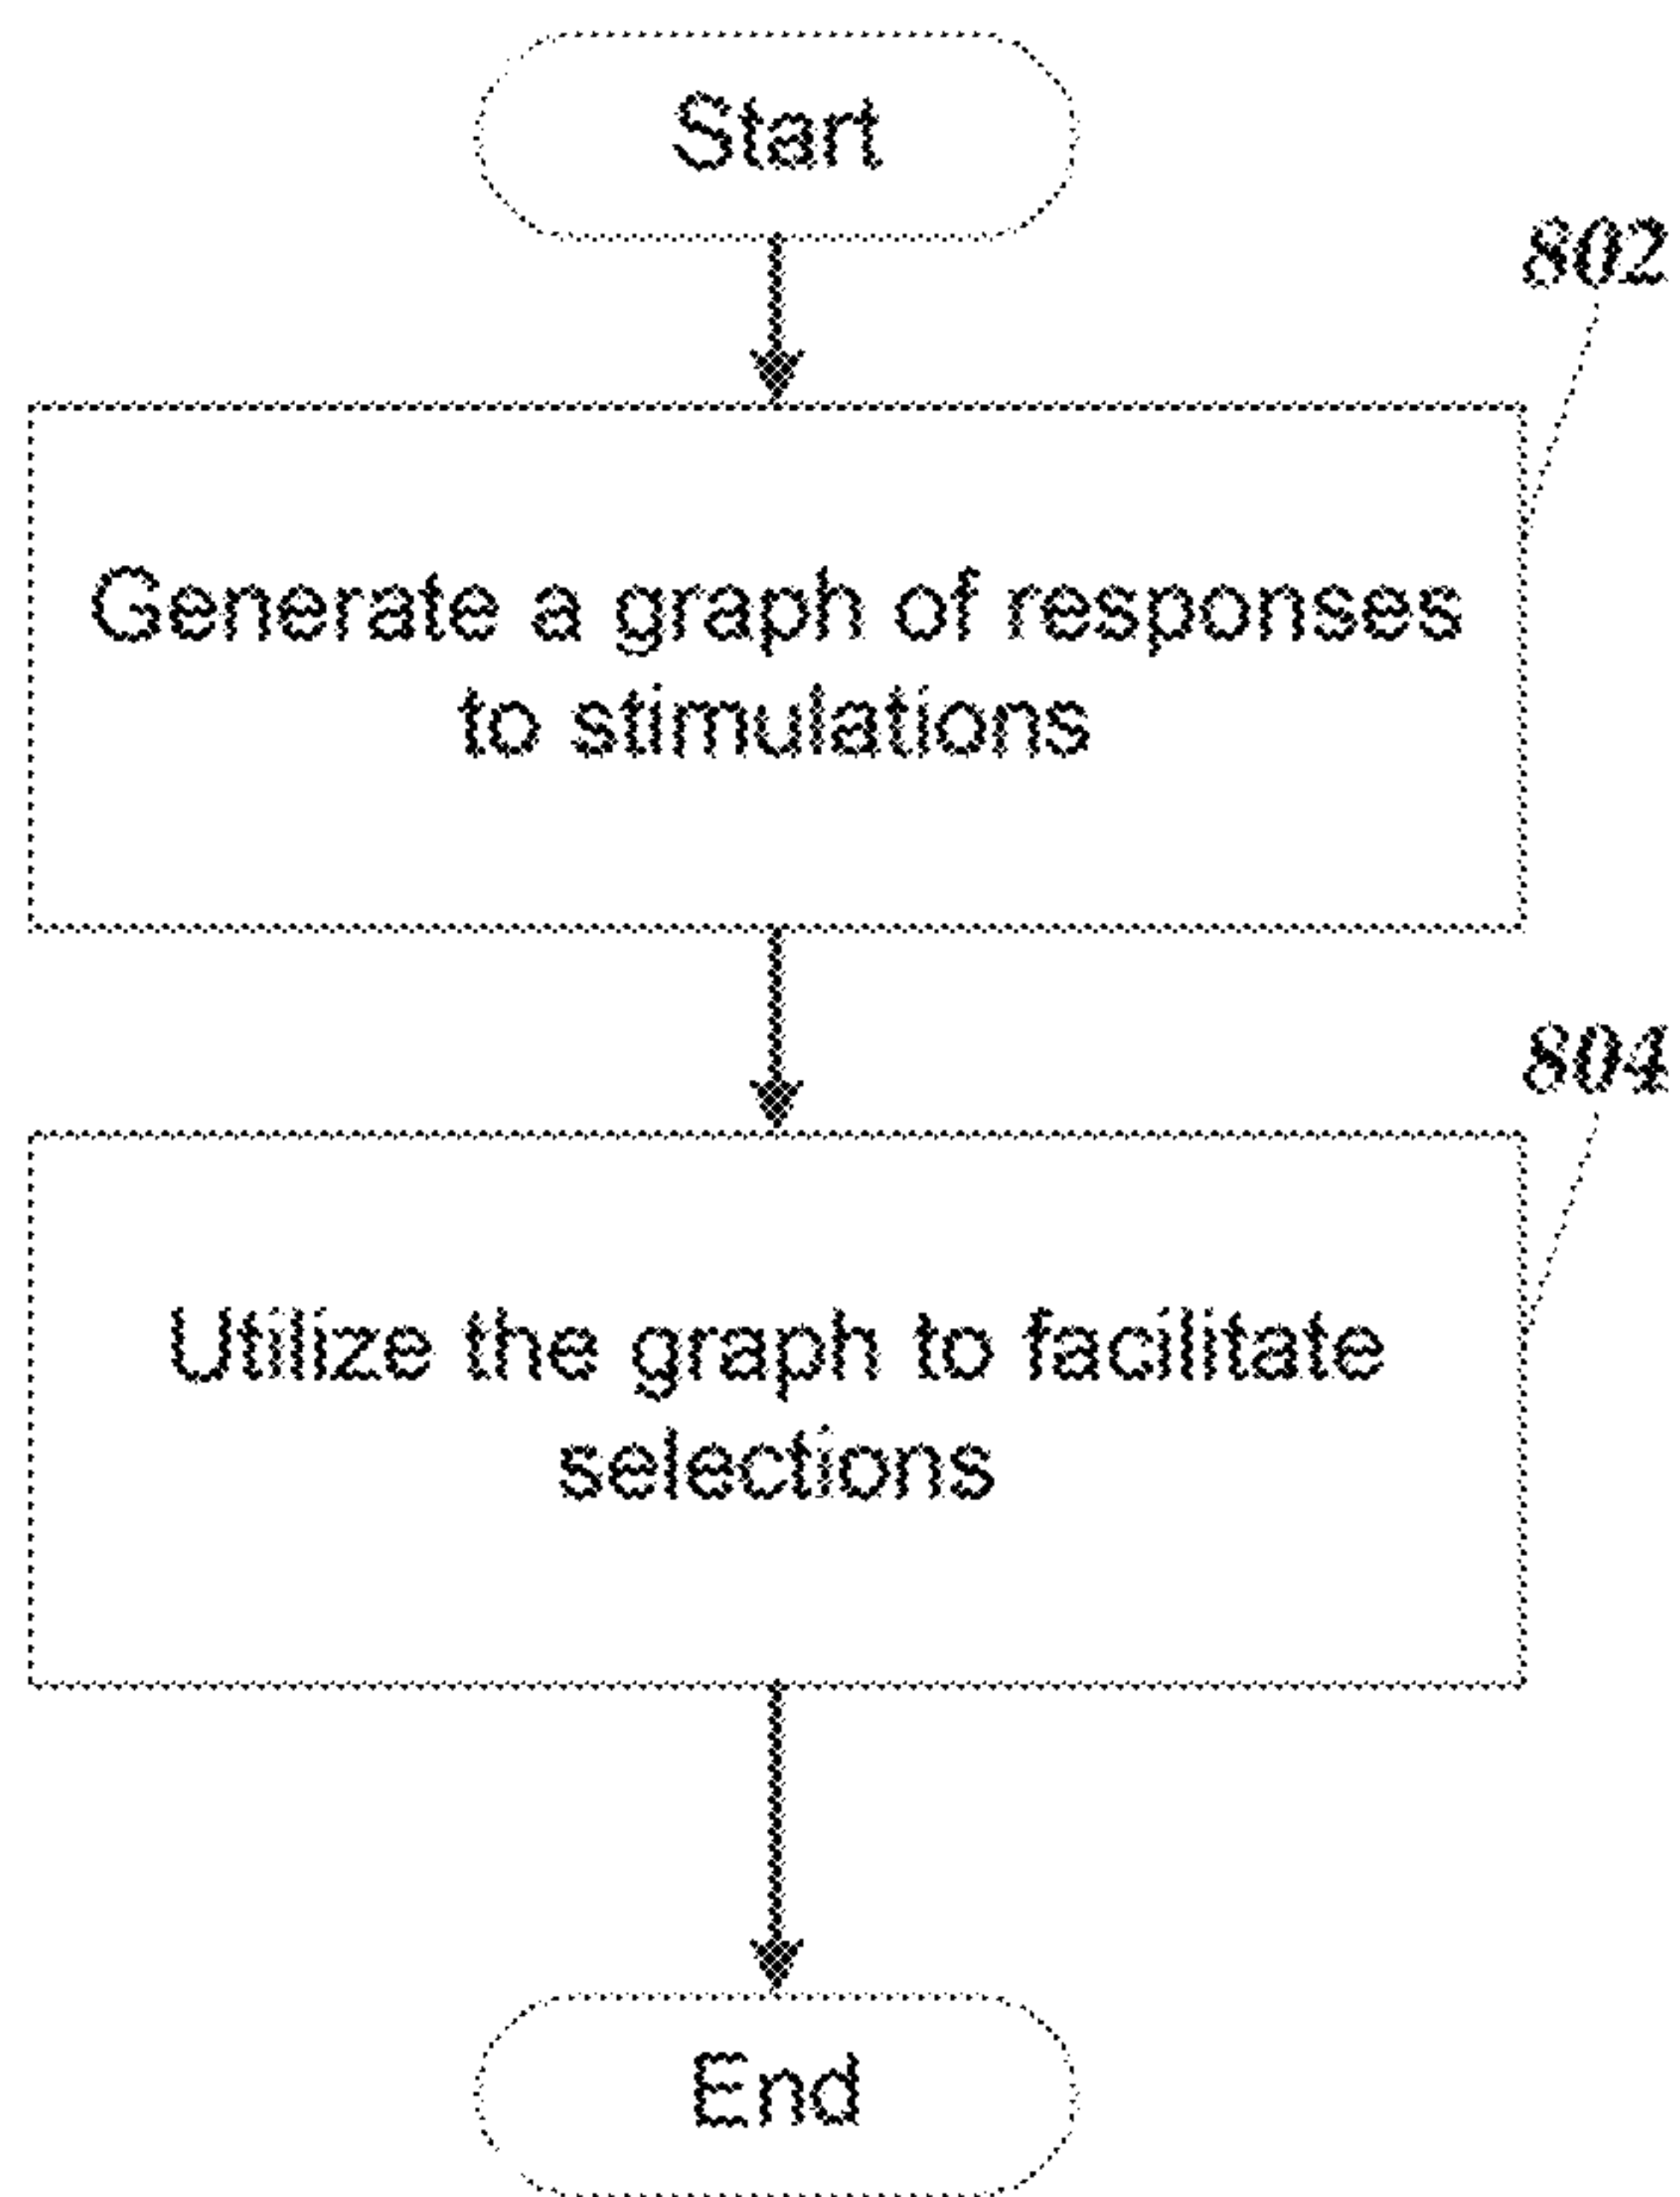 Start
802
Generate a graph of responses
to stimulations
804
Utilize the graph to facilitate
selections
End